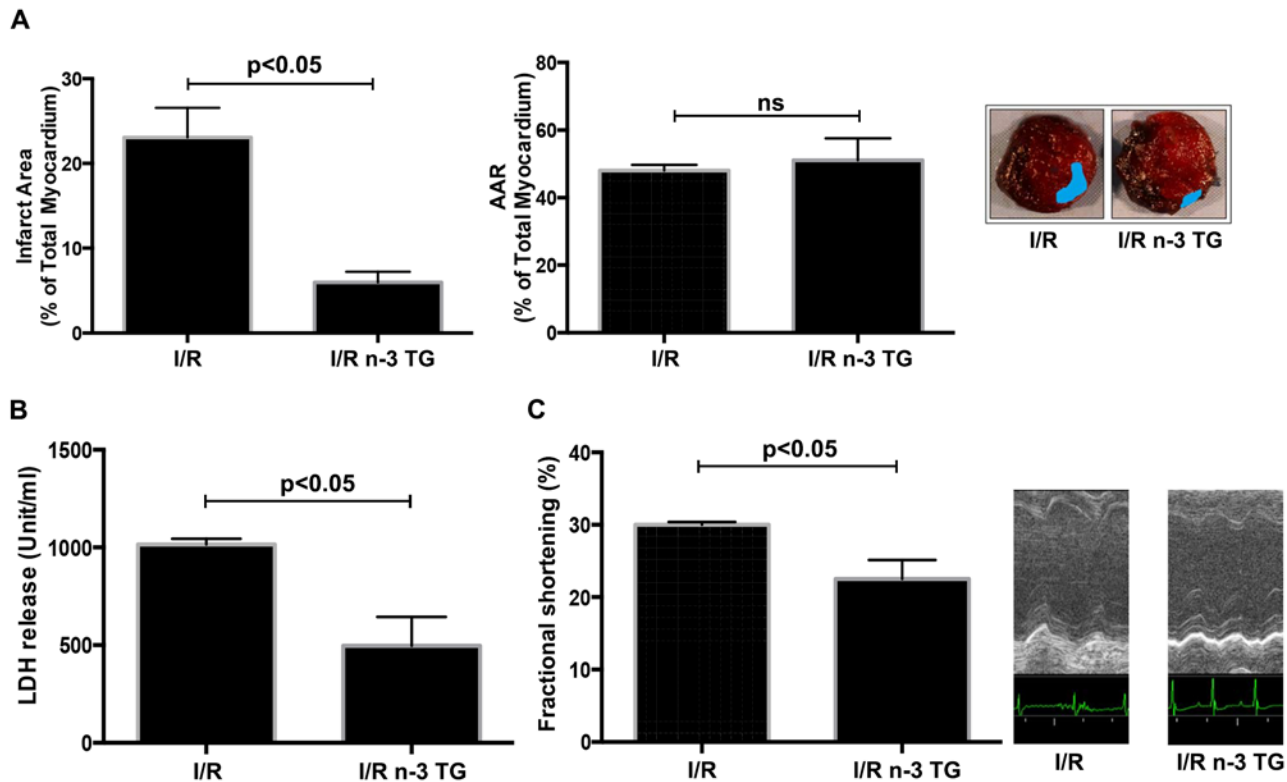 A
p<0.05
Infarct Area
(% of Total Myocardium)
30
20
10
0
I/R
I/R n-3 TG
ns
AAR
(% of Total Myocardium)
80
60
40
20
0
I/R
I/R n-3 TG
I/R
I/R n-3 TG
B
p<0.05
LDH release (Unit/ml)
1500
1000
500
0
I/R
I/R n-3 TG
C
p<0.05
Fractional shortening (%)
40
30
20
10
0
I/R
I/R n-3 TG
I/R
I/R n-3 TG